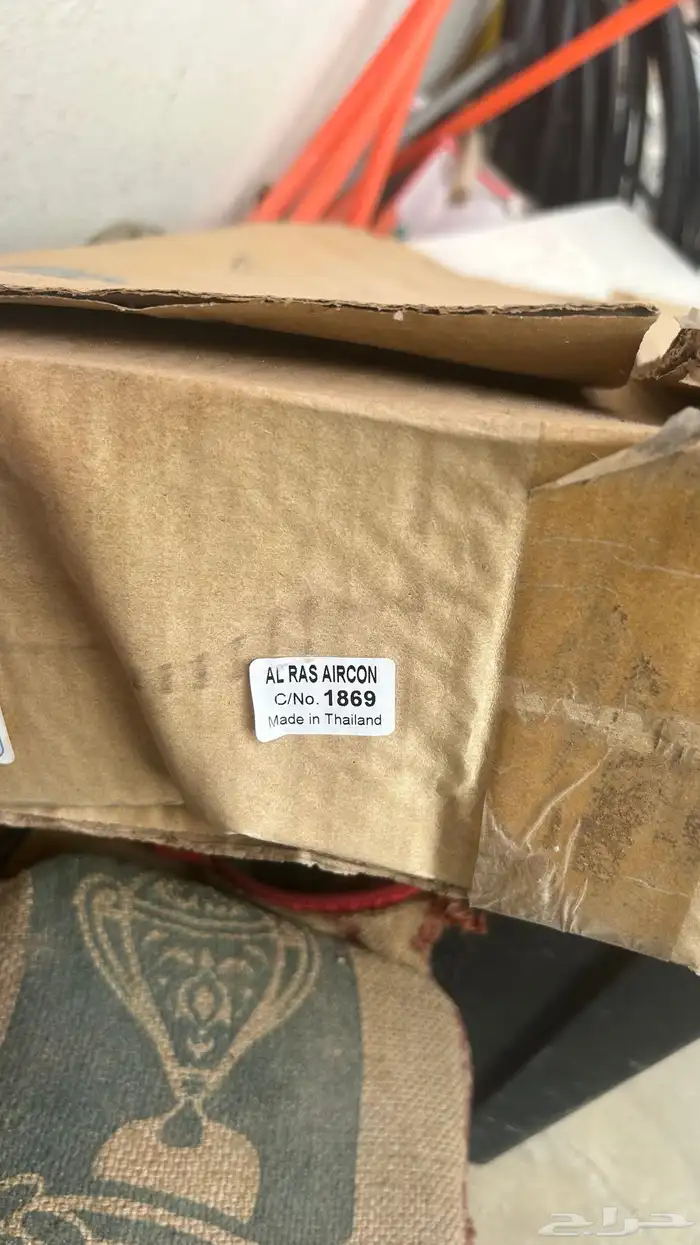 AL RAS AIRCON
C/No. 1869
Made in Thailand
حراج